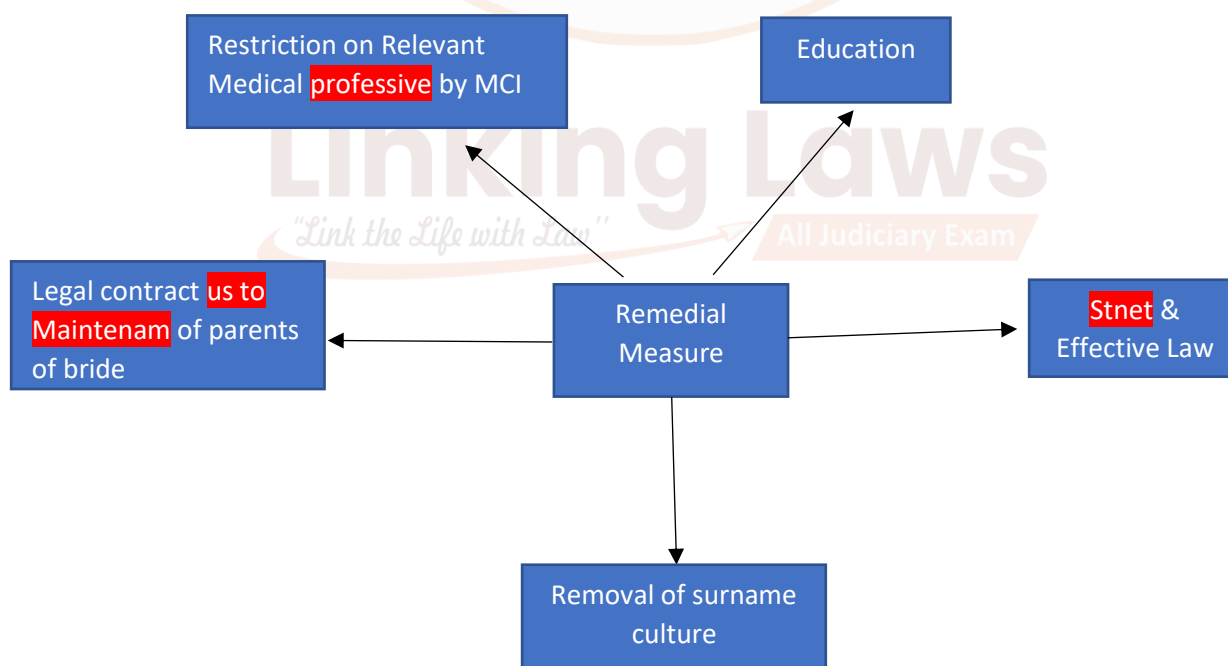 Restriction on Relevant
Medical professive by MCI
Education
Linking Laws
"Link the Life with Law"
All Judiciary Exam
Legal contract us to
Maintenam of parents
of bride
Remedial
Measure
Stnet &
Effective Law
Removal of surname
culture